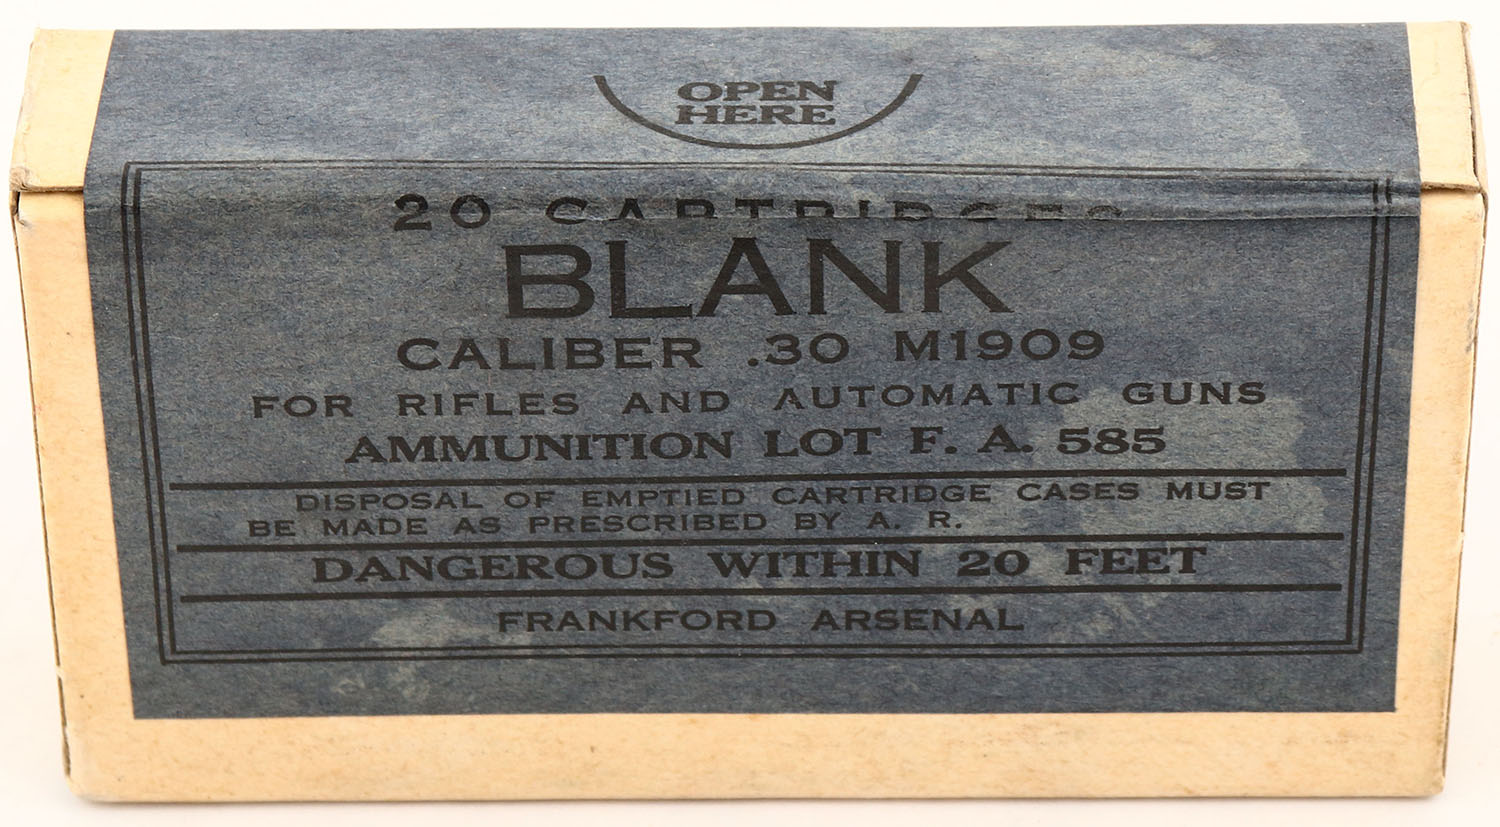 OPEN
HERE
20 CARTRIDGES
BLANK
CALIBER .30 M1909
FOR RIFLES AND AUTOMATIC GUNS
AMMUNITION LOT F. A. 585
DISPOSAL OF EMPTIED CARTRIDGE CASES MUST
BE MADE AS PRESCRIBED BY A. R.
DANGEROUS WITHIN 20 FEET
FRANKFORD ARSENAL